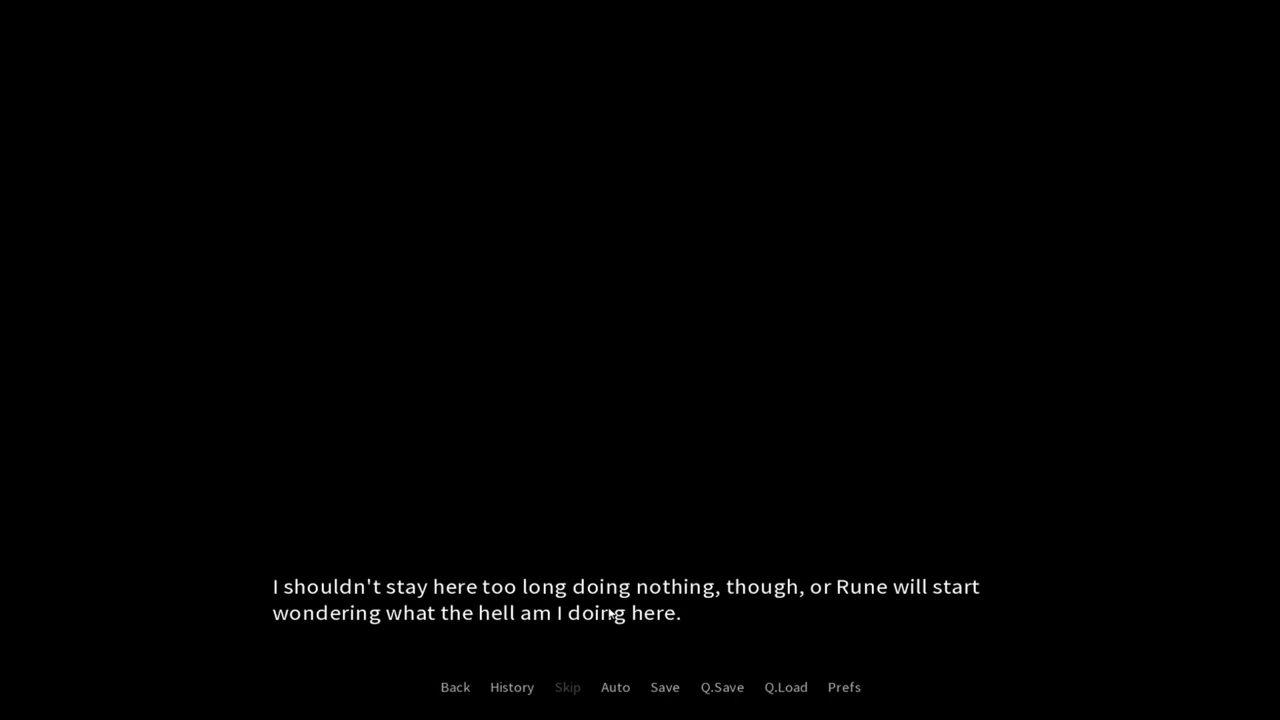 I shouldn't stay here too long doing nothing, though, or Rune will start
wondering what the hell am I doing here.
Back History Skip Auto Save Q.Save Q.Load Prefs